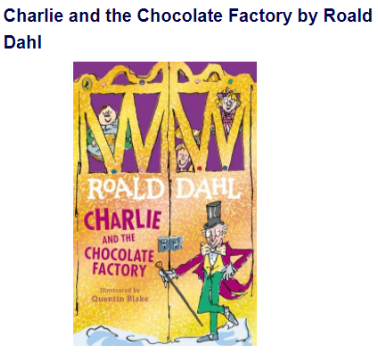 Charlie and the Chocolate Factory by Roald
Dahl
ROALD DAHL
CHARLIE
AND THE
CHOCOLATE
FACTORY
Illustrated by
Quentin Blake